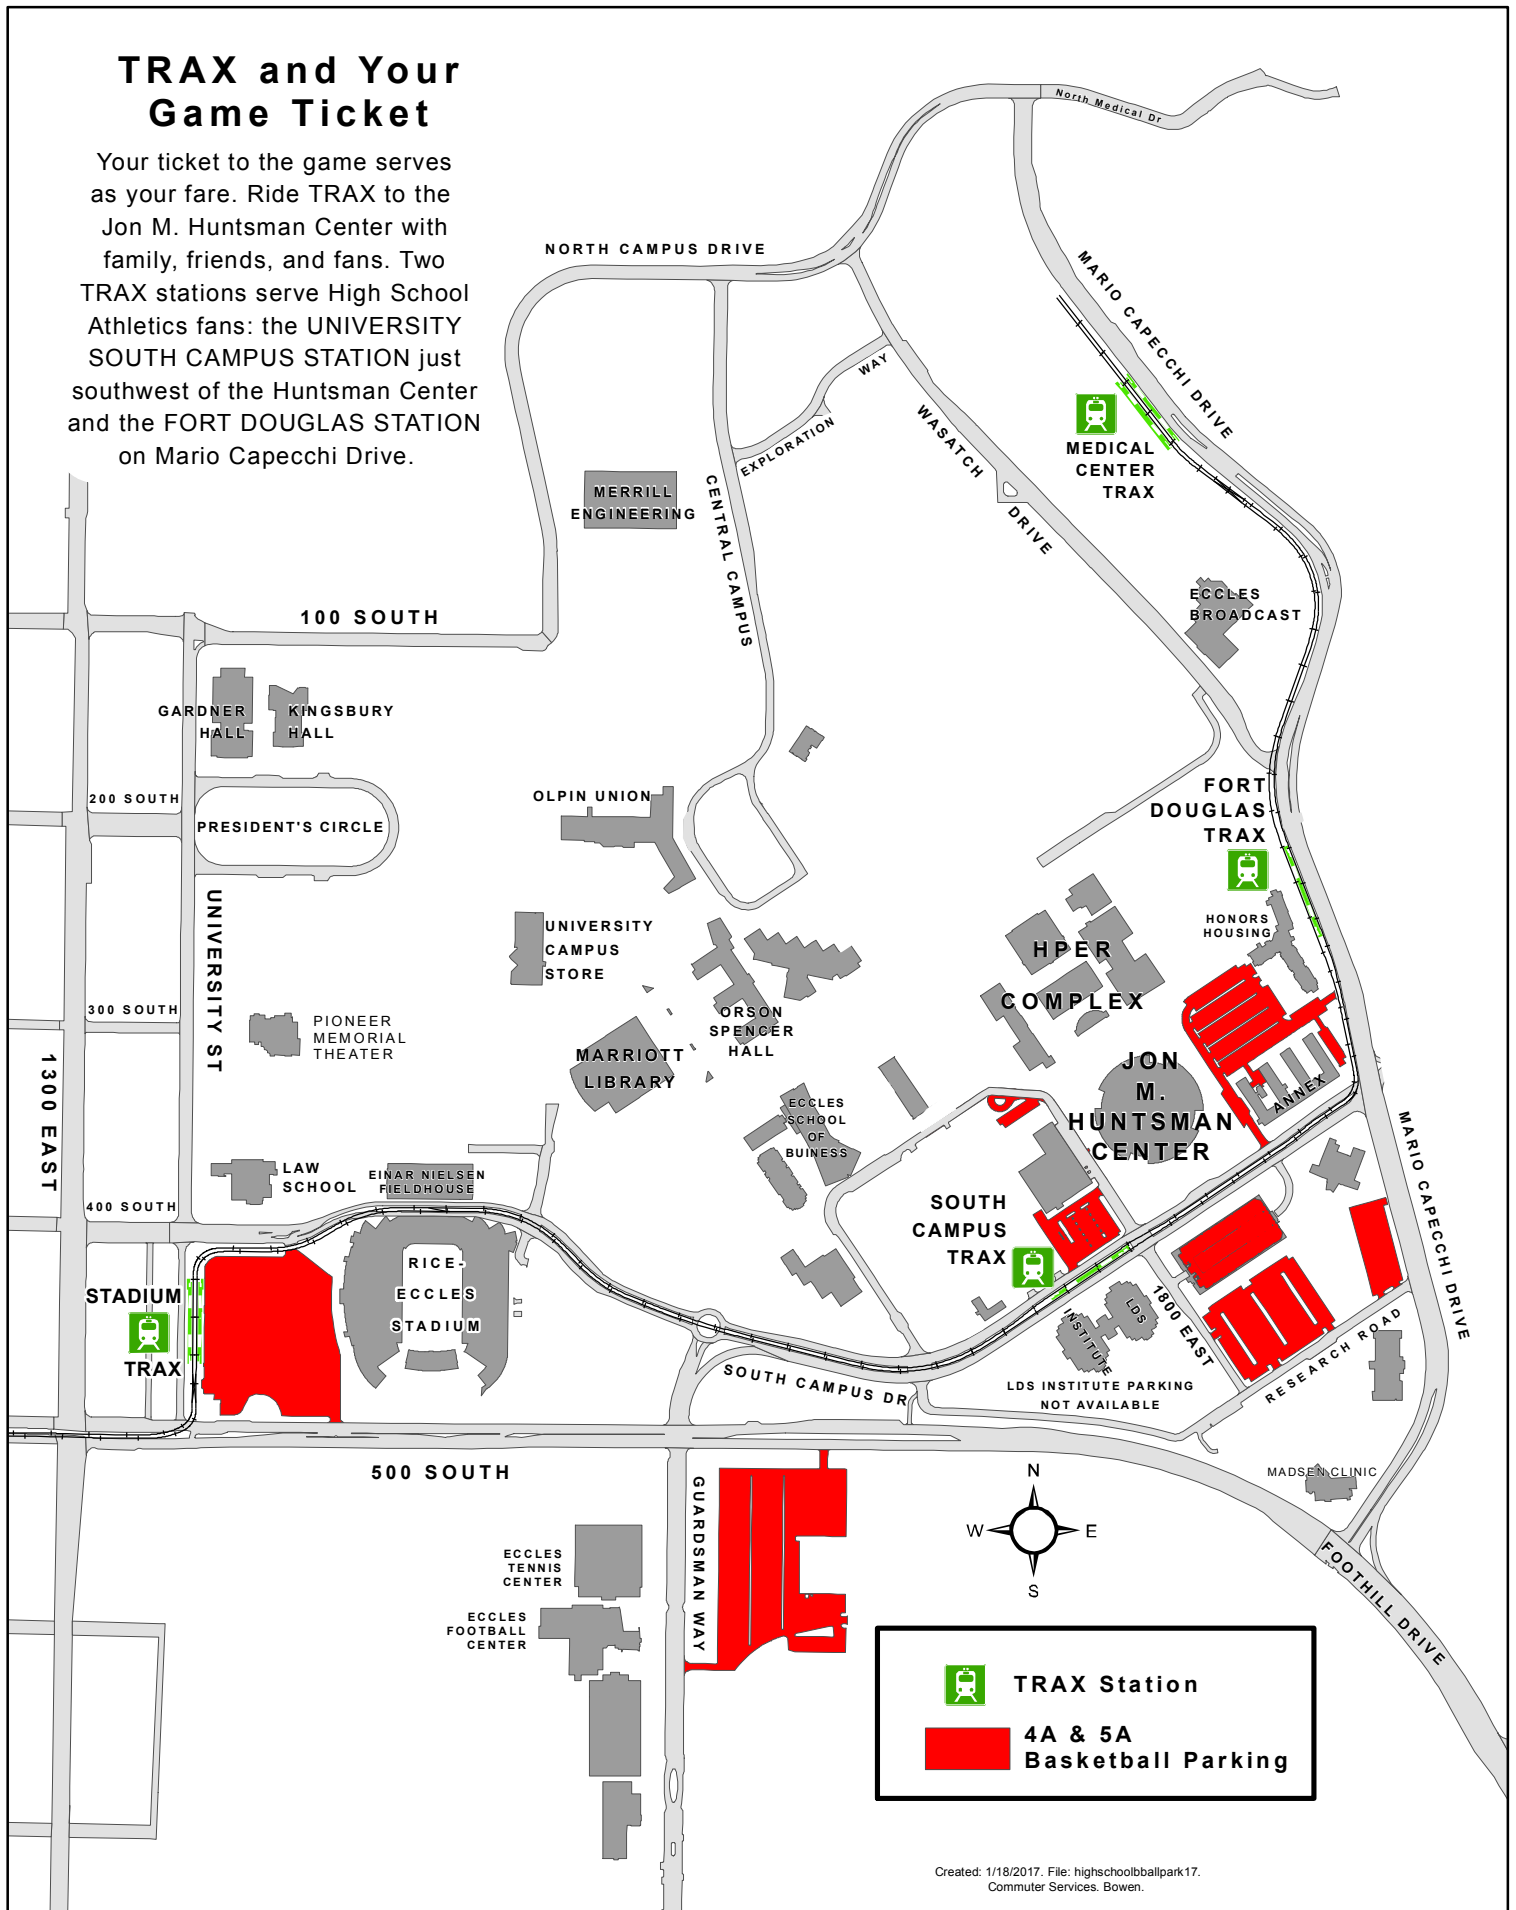 TRAX and Your
Game Ticket
Your ticket to the game serves
as your fare. Ride TRAX to the
Jon M. Huntsman Center with
family, friends, and fans. Two
TRAX stations serve High School
Athletics fans: the UNIVERSITY
SOUTH CAMPUS STATION just
southwest of the Huntsman Center
and the FORT DOUGLAS STATION
on Mario Capecchi Drive.
North Medical Dr
NORTH CAMPUS DRIVE
MARIO CAPECCHI DRIVE
WAY
EXPLORATION
WASATCH
DRIVE
MEDICAL
CENTER
TRAX
MERRILL
ENGINEERING
CENTRAL CAMPUS
ECCLES
BROADCAST
100 SOUTH
GARDNER
HALL
KINGSBURY
HALL
200 SOUTH
PRESIDENT'S CIRCLE
OLPIN UNION
FORT
DOUGLAS
TRAX
UNIVERSITY ST
UNIVERSITY
CAMPUS
STORE
HONORS
HOUSING
HPER
COMPLEX
300 SOUTH
PIONEER
MEMORIAL
THEATER
ORSON
SPENCER
HALL
MARRIOTT
LIBRARY
1300 EAST
JON
M.
HUNTSMAN
CENTER
ANNEX
ECCLES
SCHOOL
OF
BUINESS
MARIO CAPECCHI DRIVE
LAW
SCHOOL
EINAR NIELSEN
FIELDHOUSE
400 SOUTH
SOUTH
CAMPUS
TRAX
RICE-
ECCLES
STADIUM
STADIUM
TRAX
LDS
INSTITUTE
1800 EAST
RESEARCH ROAD
SOUTH CAMPUS DR
LDS INSTITUTE PARKING
NOT AVAILABLE
500 SOUTH
MADSEN CLINIC
GUARDSMAN WAY
N
W
E
S
FOOTHILL DRIVE
ECCLES
TENNIS
CENTER
ECCLES
FOOTBALL
CENTER
TRAX Station
4A & 5A
Basketball Parking
Created: 1/18/2017. File: highschoolbballpark17.
Commuter Services. Bowen.